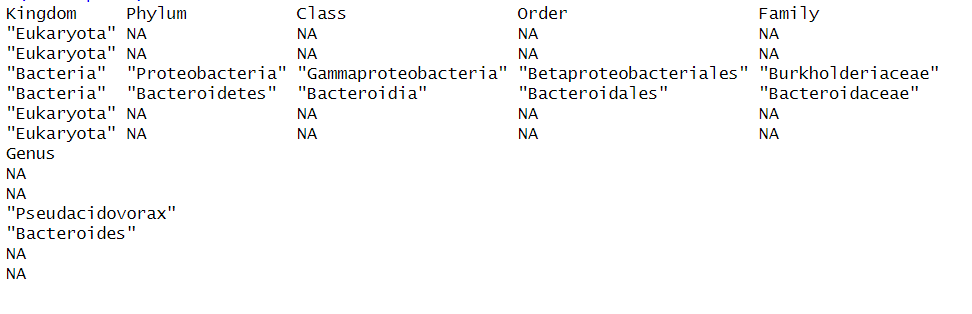 Kingdom Phylum Class Order Family
"Eukaryota" NA NA NA NA
"Eukaryota" NA NA NA NA
"Bacteria" "Proteobacteria" "Gammaproteobacteria" "Betaproteobacteriales" "Burkholderiaceae"
"Bacteria" "Bacteroidetes" "Bacteroidia" "Bacteroidales" "Bacteroidaceae"
"Eukaryota" NA NA NA NA
"Eukaryota" NA NA NA NA
Genus
NA
NA
"Pseudacidovorax"
"Bacteroides"
NA
NA